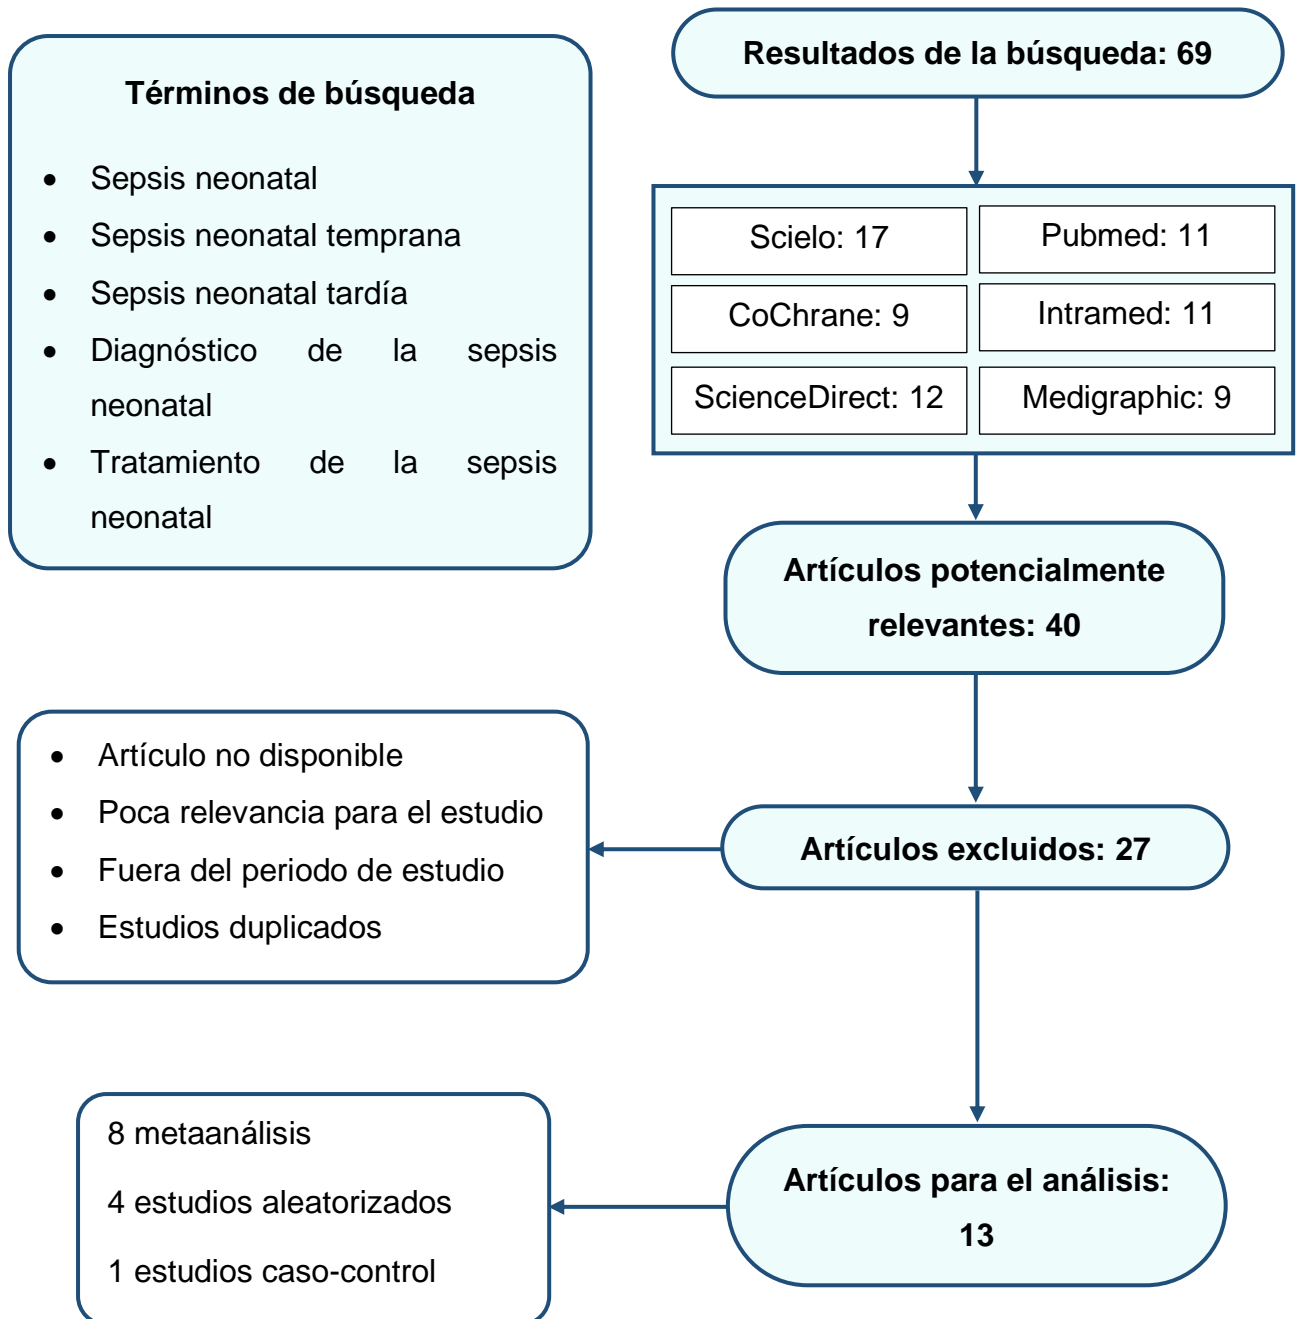 Términos de búsqueda
• Sepsis neonatal
• Sepsis neonatal temprana
• Sepsis neonatal tardía
• Diagnóstico de la sepsis
neonatal
• Tratamiento de la sepsis
neonatal
Resultados de la búsqueda: 69
Scielo: 17
Pubmed: 11
CoChrane: 9
Intramed: 11
ScienceDirect: 12
Medigraphic: 9
Artículos potencialmente
relevantes: 40
Artículos excluidos: 27
• Artículo no disponible
• Poca relevancia para el estudio
• Fuera del periodo de estudio
• Estudios duplicados
Artículos para el análisis:
13
8 metaanálisis
4 estudios aleatorizados
1 estudios caso-control